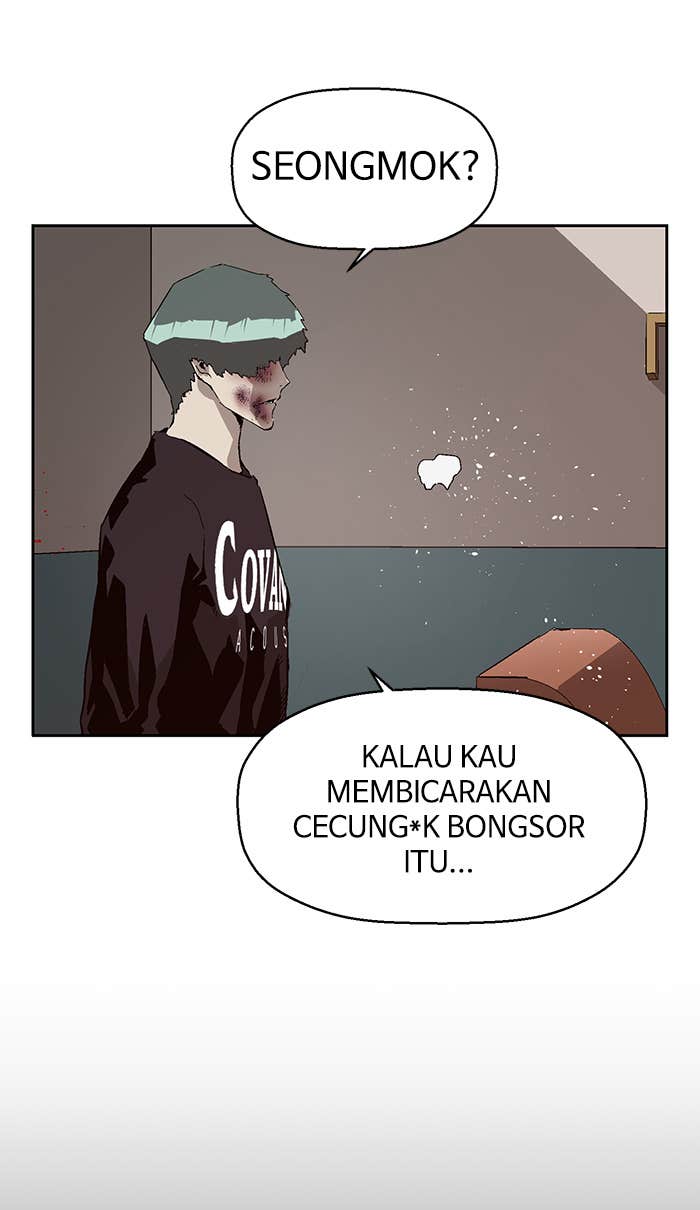 SEONGMOK?
COVAN
ACOUS
KALAU KAU
MEMBICARAKAN
CECUNG*K BONGSOR
ITU...